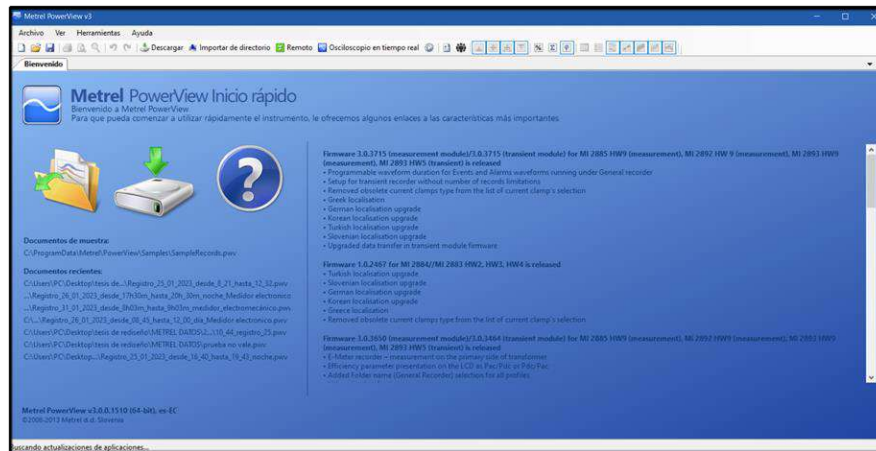 Metrel PowerView v3
Archivo Ver Herramientas Ayuda
Descargar Importar de directorio Remoto Osciloscopio en tiempo real
Bienvenido
Metrel PowerView Inicio rápido
Bienvenido a Metrel PowerView
Para que pueda comenzar a utilizar rápidamente el instrumento, le ofrecemos algunos enlaces a las características más importantes.
Documentos de muestra:
C:\ProgramData\Metrel\PowerView\Samples\SampleRecords.pwv
Documentos recientes:
C:\Users\PC\Desktop\tesis de...\Registro_25_01_2023_desde_8_21_hasta_12_32.pwv
...\Registro_26_01_2023_desde_17h30m_hasta_20h_30m_noche_Medidor electronico
...\Registro_31_01_2023_desde_8h03m_hasta_9h03m_medidor_electromecánico.pwv
C:\...\Registro_26_01_2023_desde_08_45_hasta_12_00_día_Medidor electronico.pwv
C:\Users\PC\Desktop\tesis de rediseño\METREL DATOS\2...\10_44_registro_25.pwv
C:\Users\PC\Desktop\tesis de rediseño\METREL DATOS\prueba no vale.pwv
C:\Users\PC\Desktop...\Registro_25_01_2023_desde_16_40_hasta_19_43_noche.pwv
Firmware 3.0.3715 (measurement module)/3.0.3715 (transient module) for MI 2885 HW9 (measurement), MI 2892 HW 9 (measurement), MI 2893 HW9
(measurement), MI 2893 HW5 (transient) is released
• Programmable waveform duration for Events and Alarms waveforms running under General recorder
• Setup for transient recorder without number of records limitations
• Removed obsolete current clamps type from the list of current clamp's selection
• Greek localisation
• German localisation upgrade
• Korean localisation upgrade
• Turkish localisation upgrade
• Slovenian localisation upgrade
• Upgraded data transfer in transient module firmware
Firmware 1.0.2467 for MI 2884//MI 2883 HW2, HW3, HW4 is released
• Turkish localisation upgrade
• Slovenian localisation upgrade
• German localisation upgrade
• Korean localisation upgrade
• Greece localisation
• Removed obsolete current clamps type from the list of current clamp's selection
Firmware 3.0.3650 (measurement module)/3.0.3464 (transient module) for MI 2885 HW9 (measurement), MI 2892 HW9 (measurement), MI 2893 HW9
(measurement), MI 2893 HW5 (transient) is released
• E-Meter recorder – measurement on the primary side of transformer
• Efficiency parameter presentation on the LCD as Pac/Pdc or Pdc/Pac
• Added Folder name (General Recorder) selection for all profiles
Metrel PowerView v3.0.0.1510 (64-bit), es-EC
©2006-2013 Metrel d.d. Slovenia
Buscando actualizaciones de aplicaciones...